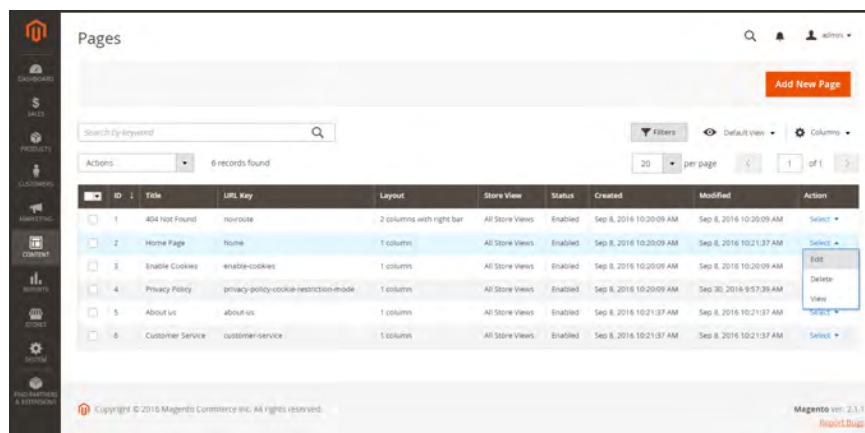 Pages
admin
DASHBOARD
SALES
PRODUCTS
CUSTOMERS
MARKETING
CONTENT
REPORTS
STORES
SYSTEM
FIND PARTNERS
& EXTENSIONS
Add New Page
Search by keyword
Filters
Default View
Columns
Actions
6 records found
20 per page
1 of 1
ID ↓ Title URL Key Layout Store View Status Created Modified Action
1 404 Not Found no-route 2 columns with right bar All Store Views Enabled Sep 8, 2016 10:20:09 AM Sep 8, 2016 10:20:09 AM Select
2 Home Page home 1 column All Store Views Enabled Sep 8, 2016 10:20:09 AM Sep 8, 2016 10:21:37 AM Select
3 Enable Cookies enable-cookies 1 column All Store Views Enabled Sep 8, 2016 10:20:09 AM Sep 8, 2016 10:20:09 AM
4 Privacy Policy privacy-policy-cookie-restriction-mode 1 column All Store Views Enabled Sep 8, 2016 10:20:09 AM Sep 30, 2016 9:57:39 AM
5 About us about-us 1 column All Store Views Enabled Sep 8, 2016 10:21:37 AM Sep 8, 2016 10:21:37 AM Select
6 Customer Service customer-service 1 column All Store Views Enabled Sep 8, 2016 10:21:37 AM Sep 8, 2016 10:21:37 AM Select
Edit
Delete
View
Copyright © 2016 Magento Commerce Inc. All rights reserved.
Magento ver. 2.1.1
Report Bugs